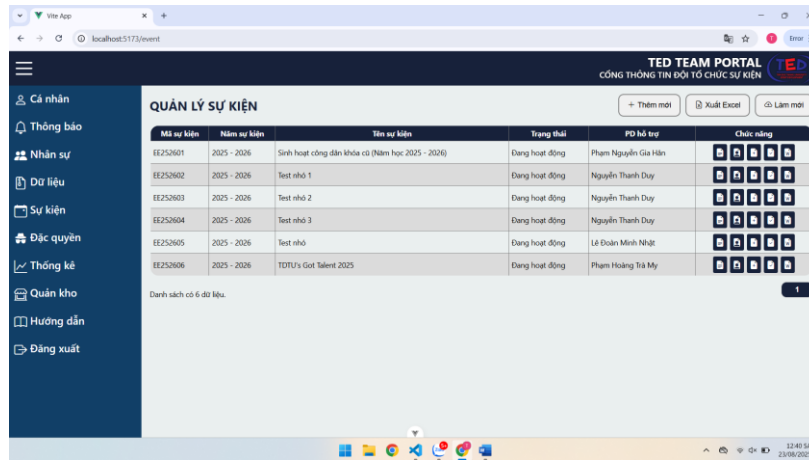 Vite App
localhost:5173/event
Error
TED TEAM PORTAL
CỔNG THÔNG TIN ĐỘI TỔ CHỨC SỰ KIỆN
TED
Cá nhân
Thông báo
Nhân sự
Dữ liệu
Sự kiện
Đặc quyền
Thống kê
Quản kho
Hướng dẫn
Đăng xuất
QUẢN LÝ SỰ KIỆN
+ Thêm mới
Xuất Excel
Làm mới
Mã sự kiện Năm sự kiện Tên sự kiện Trạng thái PD hỗ trợ Chức năng
EE252601 2025 - 2026 Sinh hoạt công dân khóa cũ (Năm học 2025 - 2026) Đang hoạt động Phạm Nguyễn Gia Hân
EE252602 2025 - 2026 Test nhỏ 1 Đang hoạt động Nguyễn Thanh Duy
EE252603 2025 - 2026 Test nhỏ 2 Đang hoạt động Nguyễn Thanh Duy
EE252604 2025 - 2026 Test nhỏ 3 Đang hoạt động Nguyễn Thanh Duy
EE252605 2025 - 2026 Test nhỏ Đang hoạt động Lê Đoàn Minh Nhật
EE252606 2025 - 2026 TDTU's Got Talent 2025 Đang hoạt động Phạm Hoàng Trà My
Danh sách có 6 dữ liệu.
1
12:40